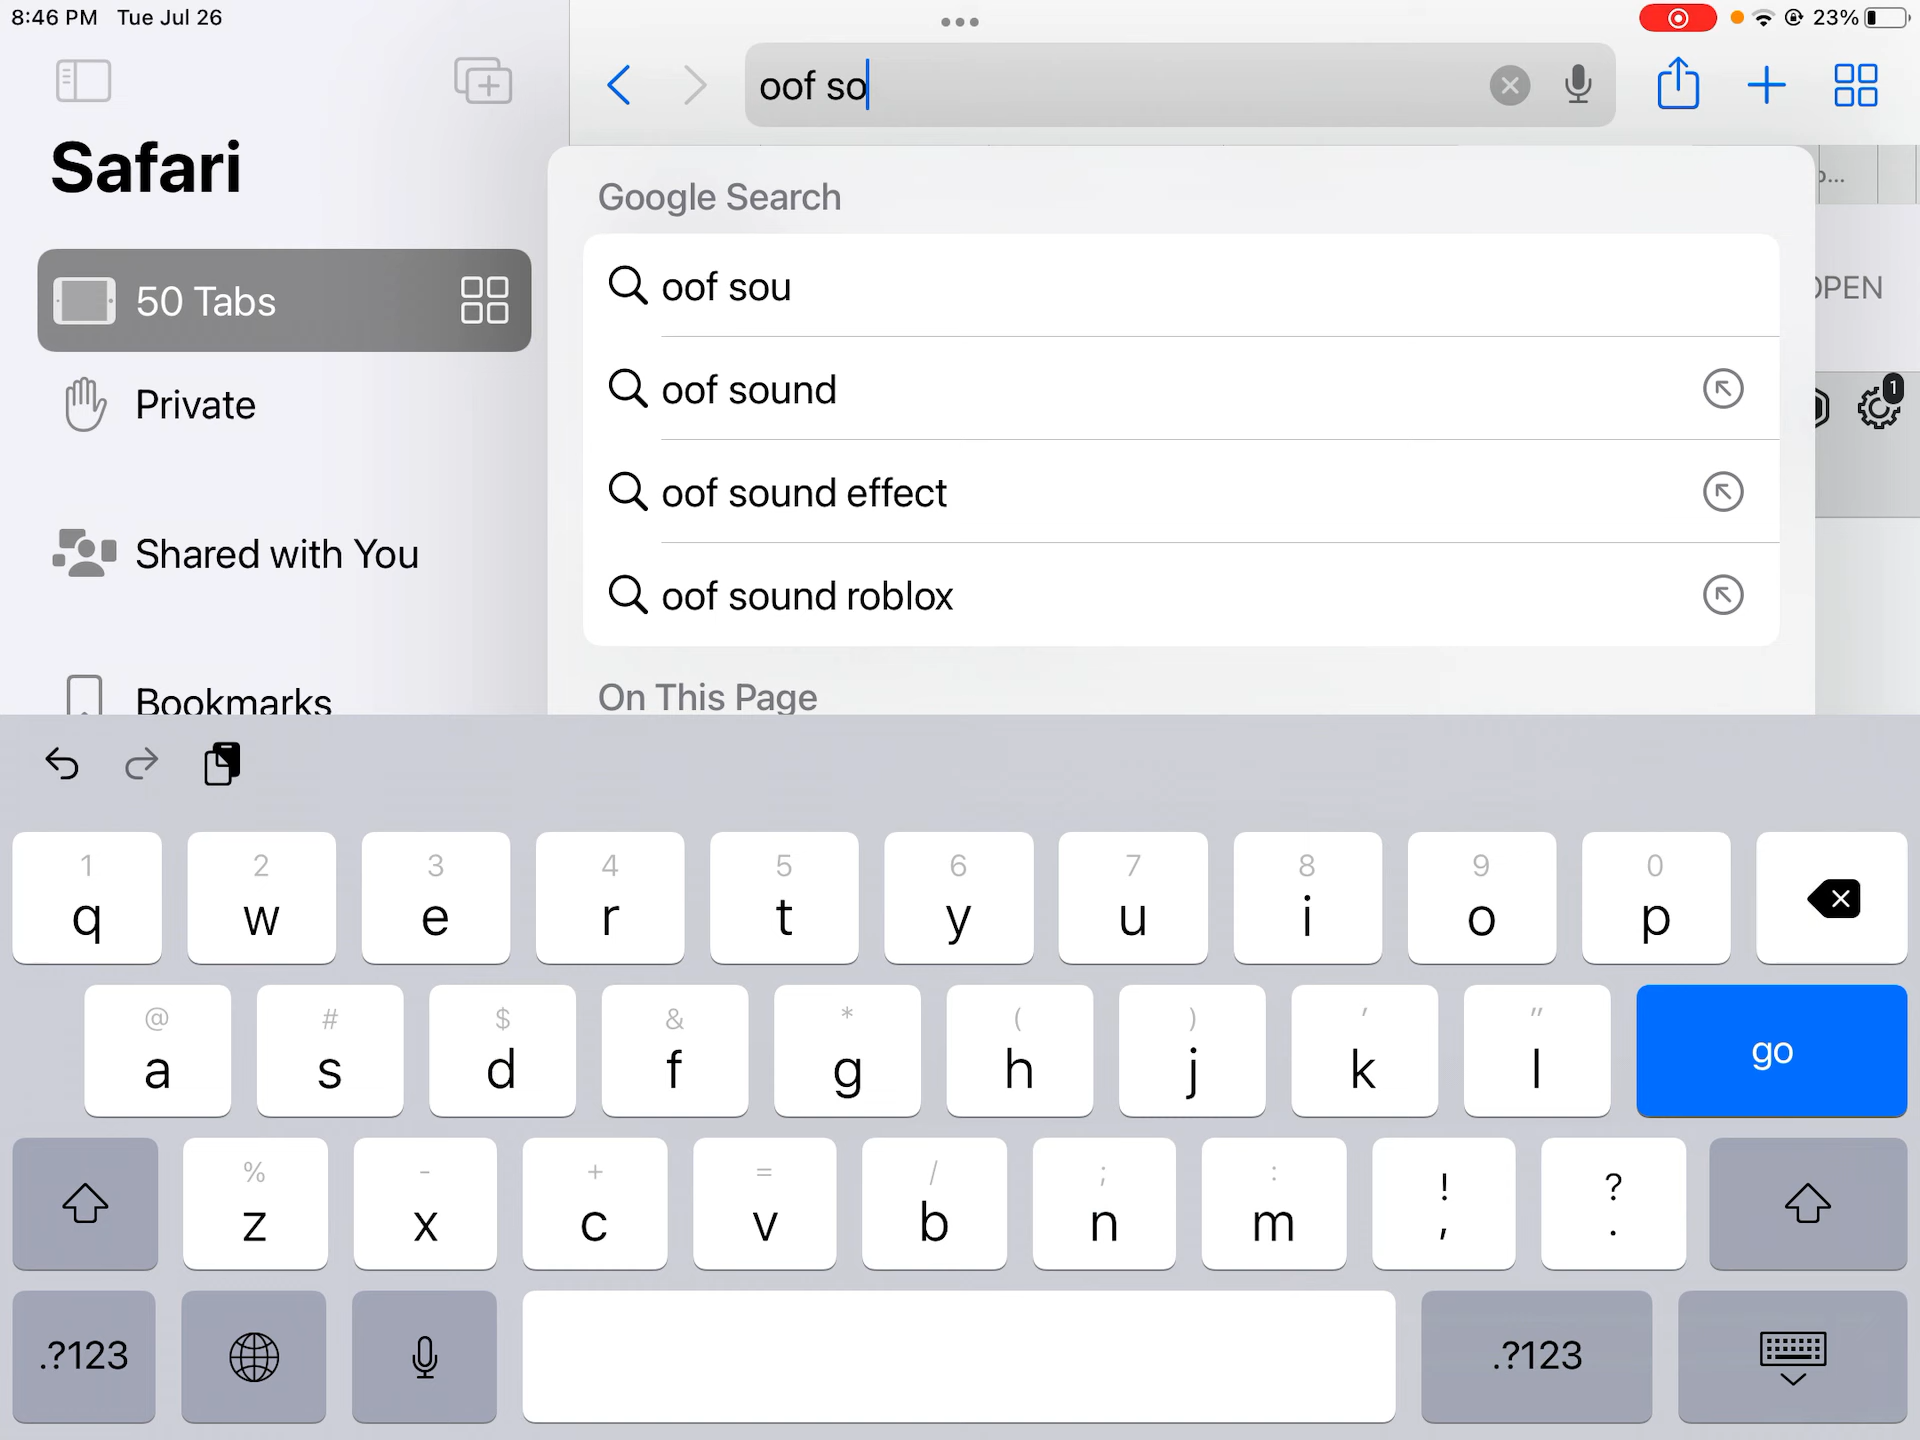 8:46 PM Tue Jul 26
23%
oof so
Safari
Google Search
50 Tabs
oof sou
OPEN
Private
oof sound
1
oof sound effect
Shared with You
oof sound roblox
Bookmarks
On This Page
1 2 3 4 5 6 7 8 9 0
q w e r t y u i o p
@ # $ & * ( ) ' "
a s d f g h j k l go
% - + = / ; : ! ?
z x c v b n m , .
.?123 .?123